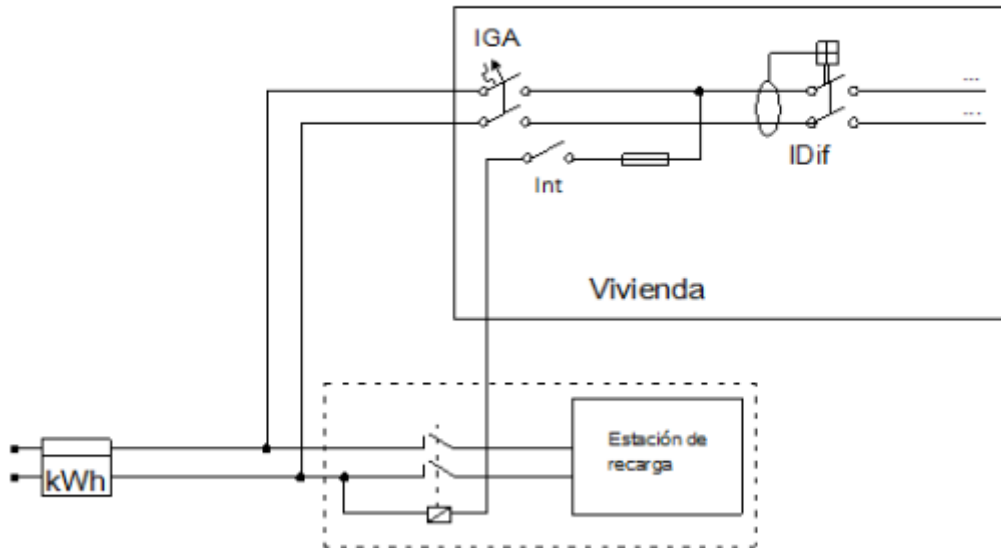 IGA
---
---
IDif
Int
Vivienda
Estación de
recarga
kWh